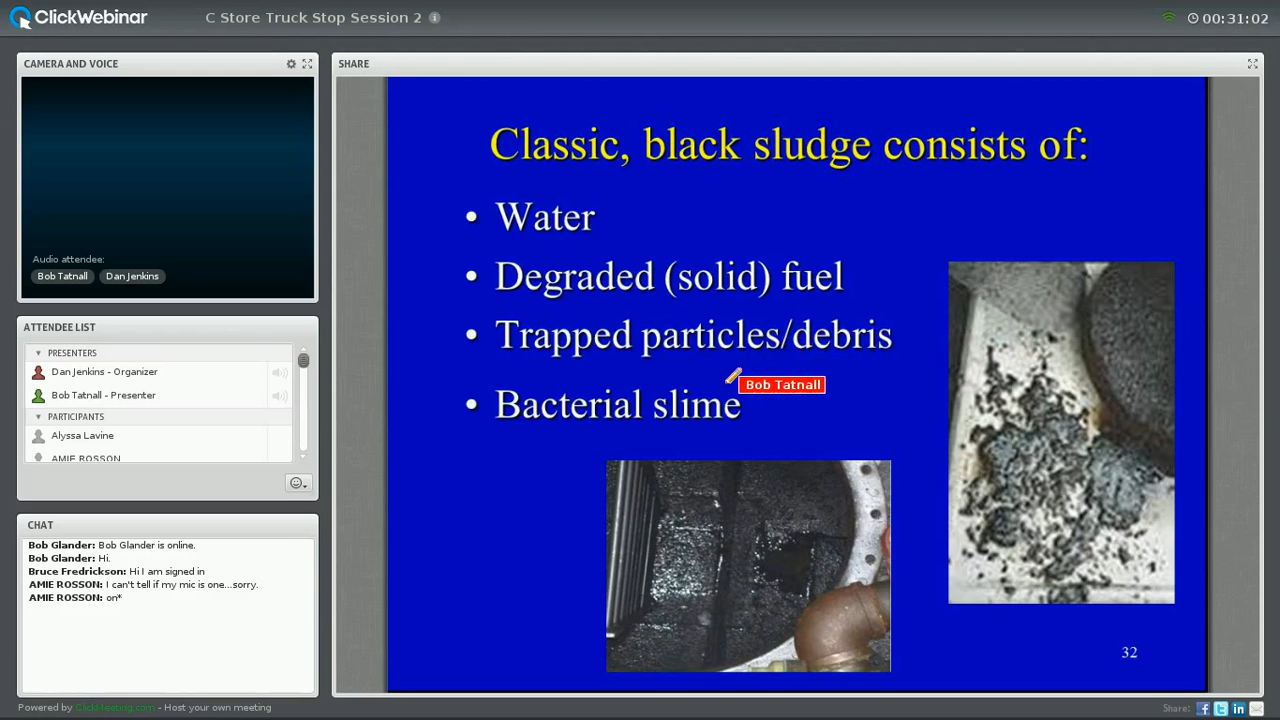 ClickWebinar
C Store Truck Stop Session 2
00:31:02
CAMERA AND VOICE
Audio attendee:
Bob Tatnall
Dan Jenkins
ATTENDEE LIST
PRESENTERS
Dan Jenkins - Organizer
Bob Tatnall - Presenter
PARTICIPANTS
Alyssa Lavine
AMIE ROSSON
CHAT
Bob Glander: Bob Glander is online.
Bob Glander: Hi.
Bruce Fredrickson: Hi I am signed in
AMIE ROSSON: I can't tell if my mic is one...sorry.
AMIE ROSSON: on*
SHARE
Classic, black sludge consists of:
• Water
• Degraded (solid) fuel
• Trapped particles/debris
Bob Tatnall
• Bacterial slime
32
Powered by ClickMeeting.com - Host your own meeting
Share: